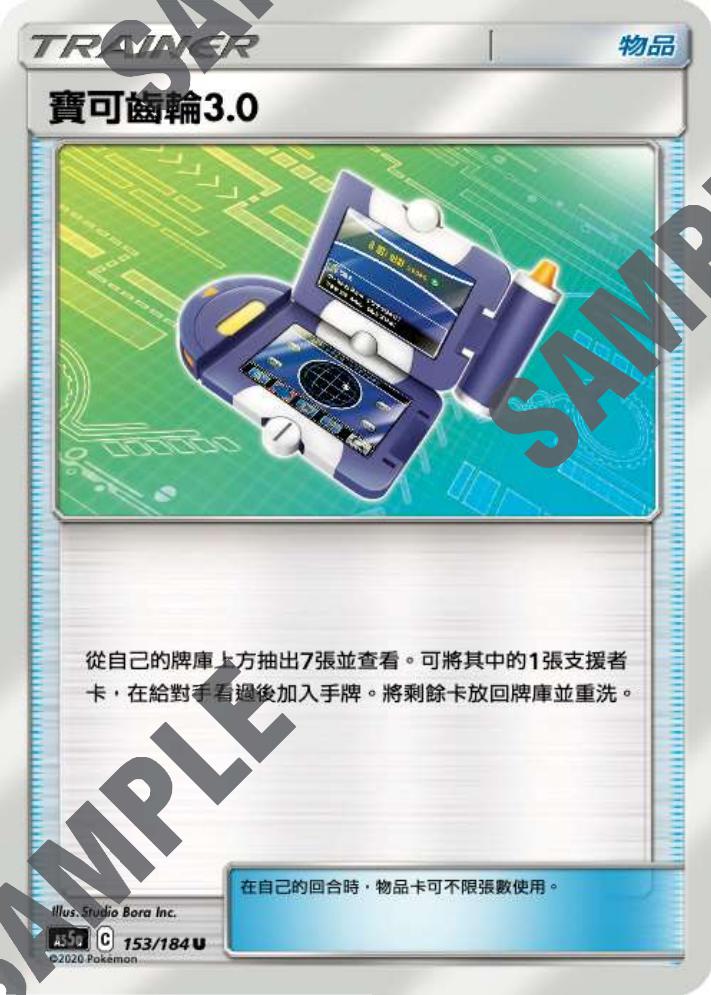 SAMPLE
TRAINER
物品
寶可齒輪3.0
SAMPLE
從自己的牌庫上方抽出7張並查看。可將其中的1張支援者
卡,在給對手看過後加入手牌。將剩餘卡放回牌庫並重洗。
SAMPLE
在自己的回合時,物品卡可不限張數使用。
Illus. Studio Bora Inc.
C 153/184 U
©2020 Pokémon